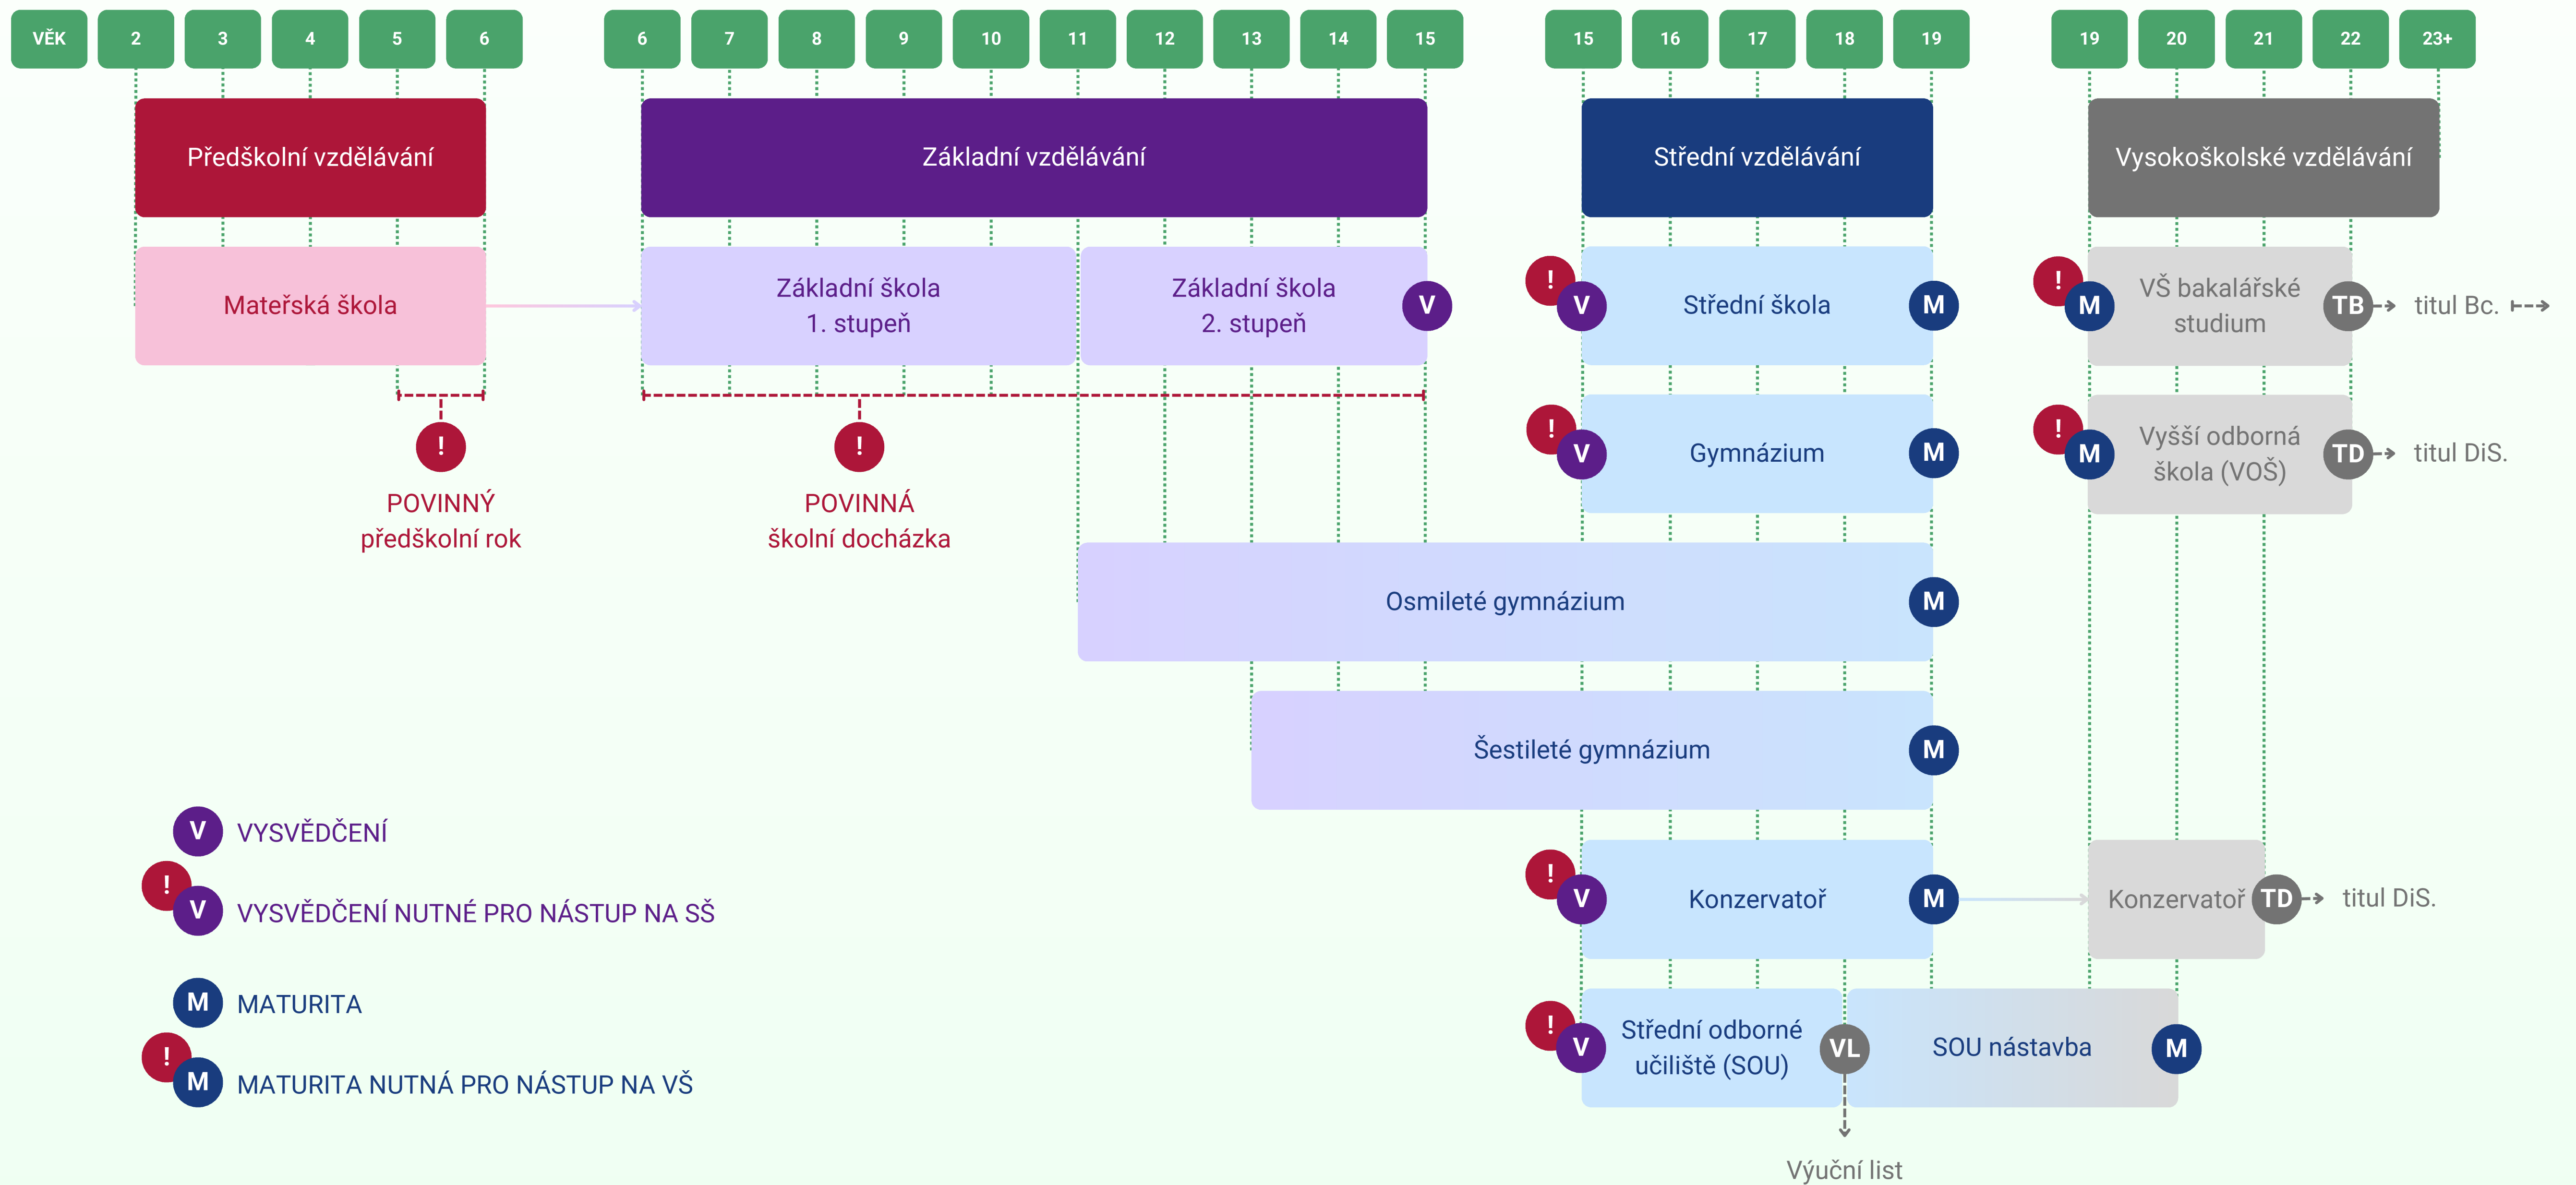 VĚK 2 3 4 5 6 6 7 8 9 10 11 12 13 14 15 15 16 17 18 19 19 20 21 22 23+
Předškolní vzdělávání
Základní vzdělávání
Střední vzdělávání
Vysokoškolské vzdělávání
Mateřská škola
Základní škola
1. stupeň
Základní škola
2. stupeň
V
!
V
Střední škola
M
!
M
VŠ bakalářské
studium
TB
titul Bc.
!
POVINNÝ
předškolní rok
!
POVINNÁ
školní docházka
!
V
Gymnázium
M
!
M
Vyšší odborná
škola (VOŠ)
TD
titul DiS.
Osmileté gymnázium
M
Šestileté gymnázium
M
!
V
Konzervatoř
M
Konzervatoř
TD
titul DiS.
!
V
Střední odborné
učiliště (SOU)
VL
SOU nástavba
M
Výuční list
V VYSVĚDČENÍ
!
V VYSVĚDČENÍ NUTNÉ PRO NÁSTUP NA SŠ
M MATURITA
!
M MATURITA NUTNÁ PRO NÁSTUP NA VŠ